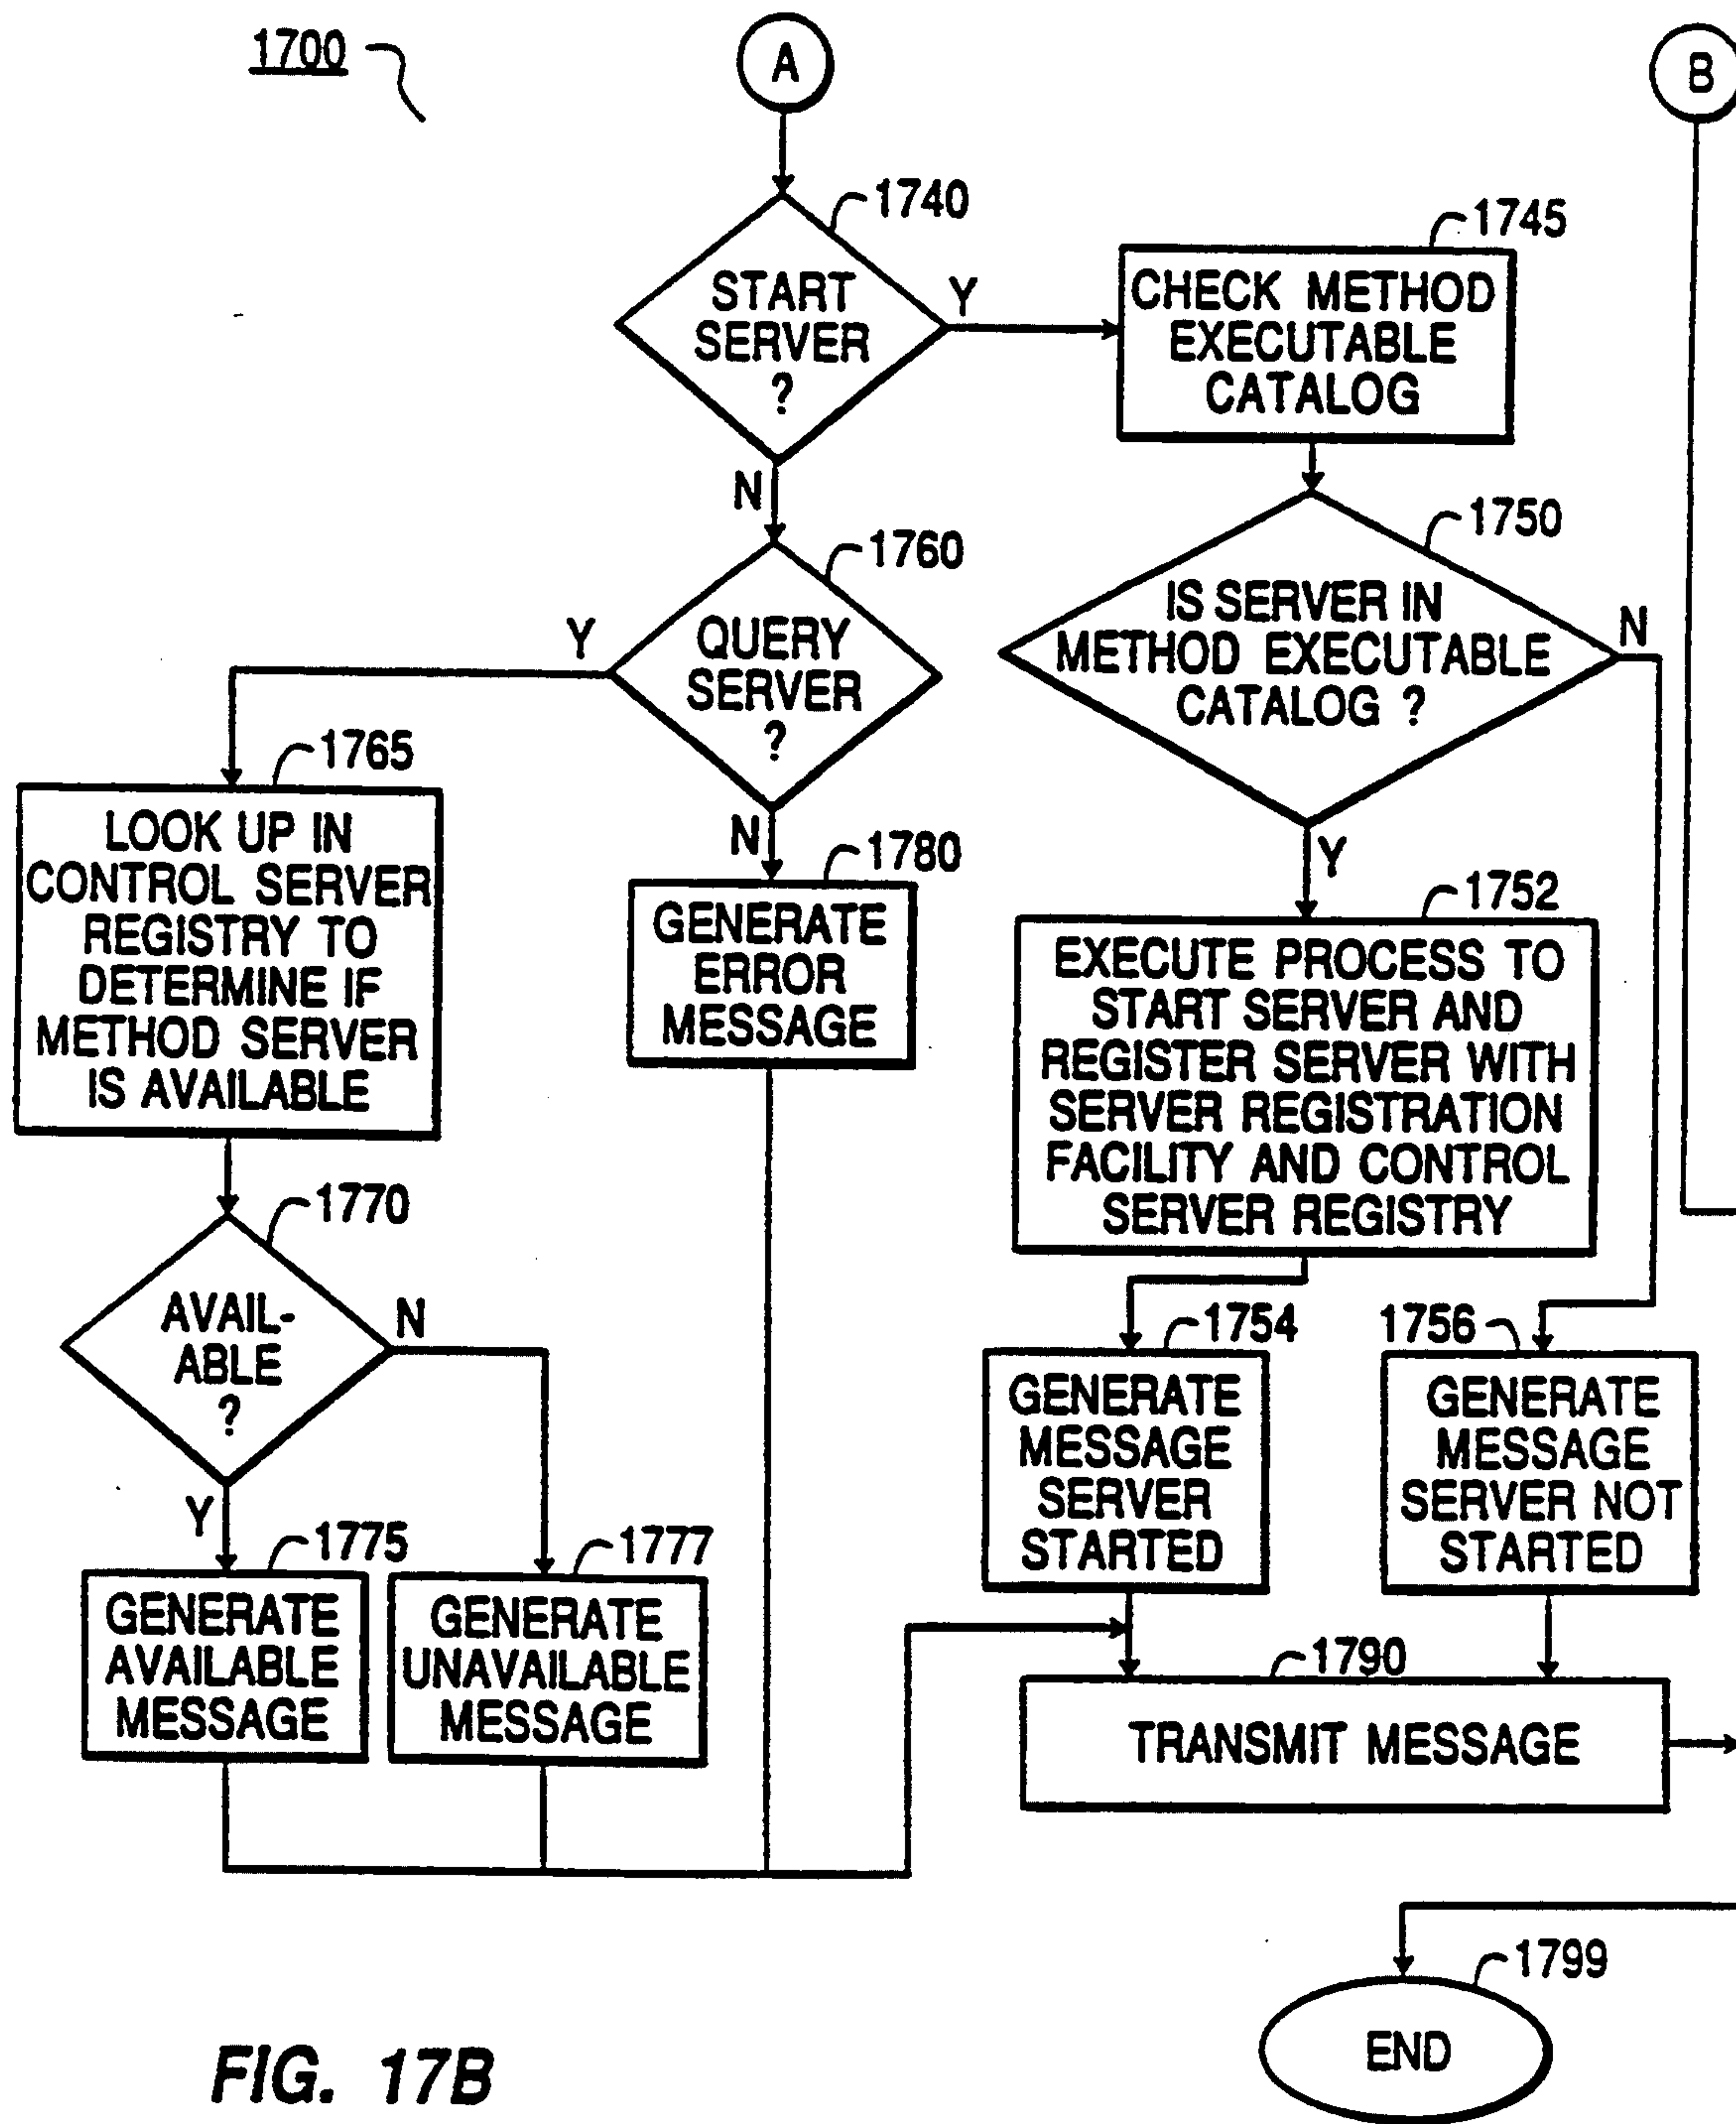 1700
A
B
1740
START
SERVER
?
Y
N
1745
CHECK METHOD
EXECUTABLE
CATALOG
1750
IS SERVER IN
METHOD EXECUTABLE
CATALOG ?
N
Y
1760
QUERY
SERVER
?
Y
N
1765
LOOK UP IN
CONTROL SERVER
REGISTRY TO
DETERMINE IF
METHOD SERVER
IS AVAILABLE
1780
GENERATE
ERROR
MESSAGE
1752
EXECUTE PROCESS TO
START SERVER AND
REGISTER SERVER WITH
SERVER REGISTRATION
FACILITY AND CONTROL
SERVER REGISTRY
1770
AVAIL-
ABLE
?
N
Y
1754
GENERATE
MESSAGE
SERVER
STARTED
1756
GENERATE
MESSAGE
SERVER NOT
STARTED
1775
GENERATE
AVAILABLE
MESSAGE
1777
GENERATE
UNAVAILABLE
MESSAGE
1790
TRANSMIT MESSAGE
1799
END
FIG. 17B